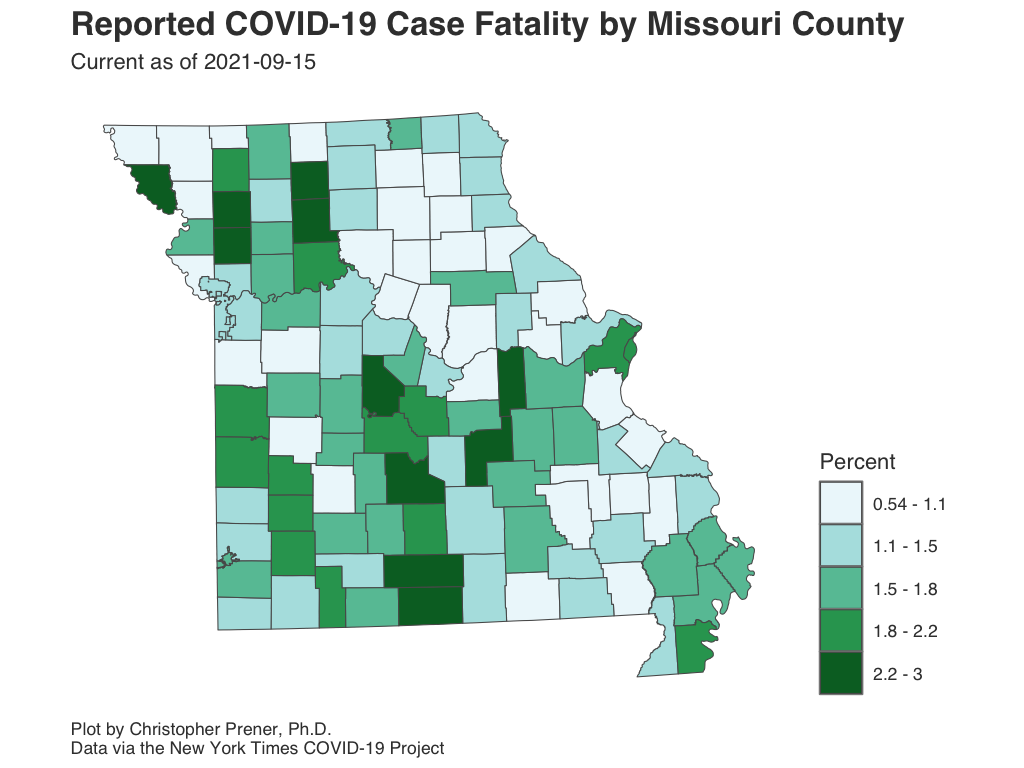 Reported COVID-19 Case Fatality by Missouri County
Current as of 2021-09-15
Percent
0.54 - 1.1
1.1 - 1.5
1.5 - 1.8
1.8 - 2.2
2.2 - 3
Plot by Christopher Prener, Ph.D.
Data via the New York Times COVID-19 Project